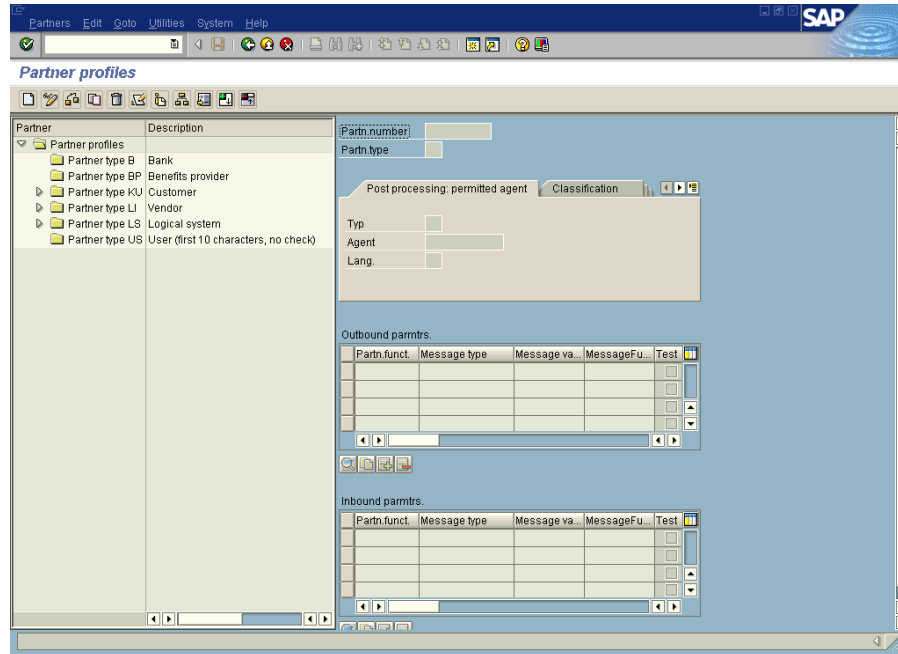 Partners Edit Goto Utilities System Help
SAP
Partner profiles
Partner Description
Partner profiles
Partner type B Bank
Partner type BP Benefits provider
Partner type KU Customer
Partner type LI Vendor
Partner type LS Logical system
Partner type US User (first 10 characters, no check)
Partn.number
Partn.type
Post processing: permitted agent Classification
Typ
Agent
Lang.
Outbound parmtrs.
Partn.funct. Message type Message va... MessageFu... Test
Inbound parmtrs.
Partn.funct. Message type Message va... MessageFu... Test